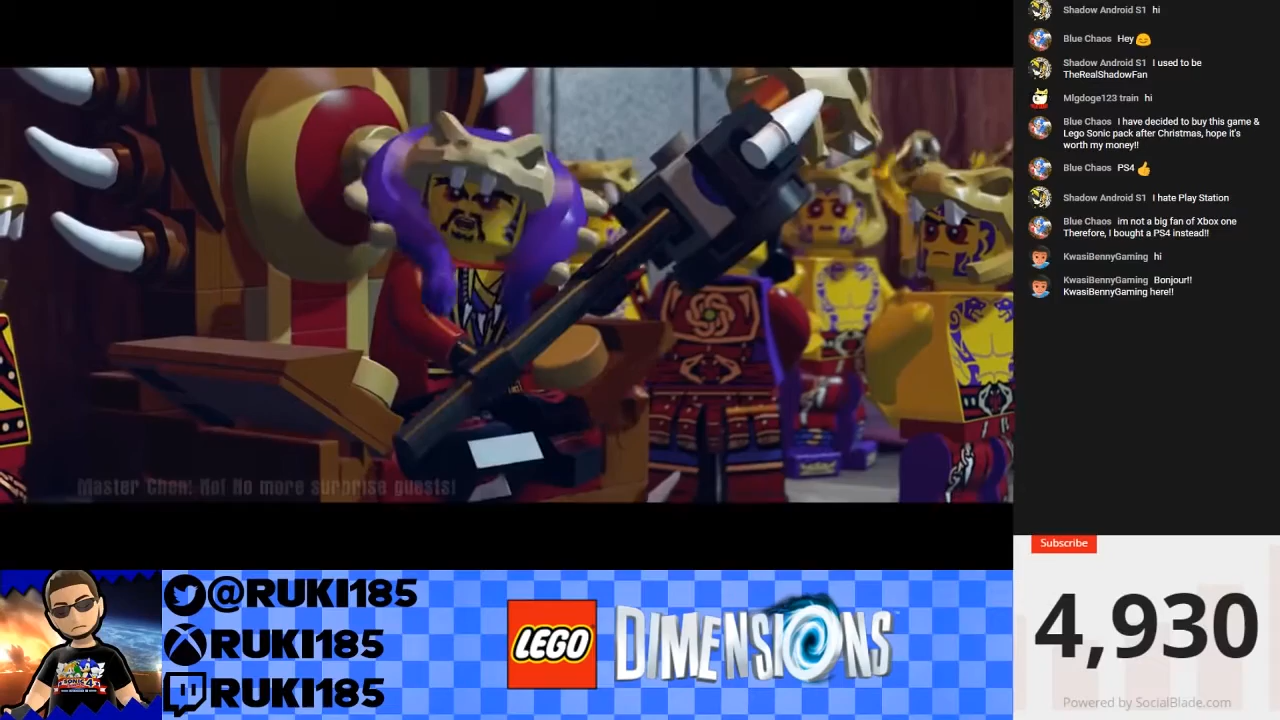 Shadow Android S1 hi
Blue Chaos Hey
Shadow Android S1 I used to be
TheRealShadowFan
Mlgdoge123 train hi
Blue Chaos I have decided to buy this game &
Lego Sonic pack after Christmas, hope it's
worth my money!!
Blue Chaos PS4
Shadow Android S1 I hate Play Station
Blue Chaos im not a big fan of Xbox one
Therefore, I bought a PS4 instead!!
KwasiBennyGaming hi
KwasiBennyGaming Bonjour!!
KwasiBennyGaming here!!
Master Chen: No! No more surprise guests!
Subscribe
4,930
Powered by SocialBlade.com
@RUKI185
RUKI185
RUKI185
LEGO DIMENSIONS™